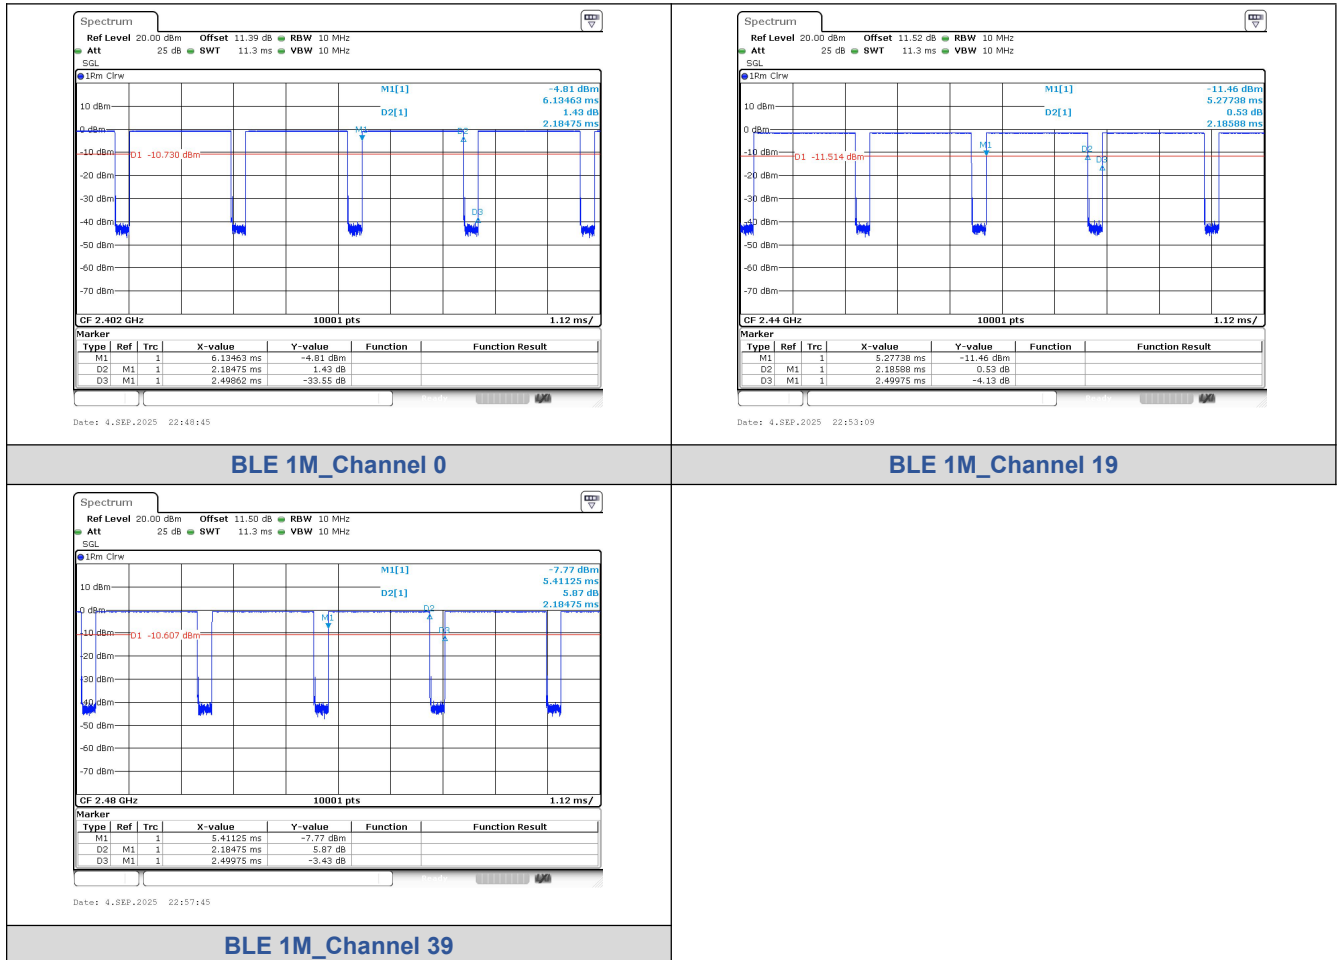 Spectrum
Ref Level 20.00 dBm Offset 11.39 dB RBW 10 MHz
Att 25 dB SWT 11.3 ms VBW 10 MHz
SGL
1Rm Clrw
M1[1] -4.81 dBm
6.13463 ms
D2[1] 1.43 dB
2.18475 ms
10 dBm
0 dBm
M1
D2
-10 dBm
D1 -10.730 dBm
-20 dBm
-30 dBm
D3
-40 dBm
-50 dBm
-60 dBm
-70 dBm
CF 2.402 GHz 10001 pts 1.12 ms/
Marker
Type Ref Trc X-value Y-value Function Function Result
M1 1 6.13463 ms -4.81 dBm
D2 M1 1 2.18475 ms 1.43 dB
D3 M1 1 2.49862 ms -33.55 dB
Date: 4.SEP.2025 22:48:45
BLE 1M_Channel 0
Spectrum
Ref Level 20.00 dBm Offset 11.52 dB RBW 10 MHz
Att 25 dB SWT 11.3 ms VBW 10 MHz
SGL
1Rm Clrw
M1[1] -11.46 dBm
5.27738 ms
D2[1] 0.53 dB
2.18588 ms
10 dBm
0 dBm
M1
D2
-10 dBm
D1 -11.514 dBm
D3
-20 dBm
-30 dBm
-40 dBm
-50 dBm
-60 dBm
-70 dBm
CF 2.44 GHz 10001 pts 1.12 ms/
Marker
Type Ref Trc X-value Y-value Function Function Result
M1 1 5.27738 ms -11.46 dBm
D2 M1 1 2.18588 ms 0.53 dB
D3 M1 1 2.49975 ms -4.13 dB
Date: 4.SEP.2025 22:53:09
BLE 1M_Channel 19
Spectrum
Ref Level 20.00 dBm Offset 11.50 dB RBW 10 MHz
Att 25 dB SWT 11.3 ms VBW 10 MHz
SGL
1Rm Clrw
M1[1] -7.77 dBm
5.41125 ms
D2[1] 5.87 dB
2.18475 ms
10 dBm
0 dBm
D2
M1
D3
-10 dBm
D1 -10.607 dBm
-20 dBm
-30 dBm
-40 dBm
-50 dBm
-60 dBm
-70 dBm
CF 2.48 GHz 10001 pts 1.12 ms/
Marker
Type Ref Trc X-value Y-value Function Function Result
M1 1 5.41125 ms -7.77 dBm
D2 M1 1 2.18475 ms 5.87 dB
D3 M1 1 2.49975 ms -3.43 dB
Date: 4.SEP.2025 22:57:45
BLE 1M_Channel 39